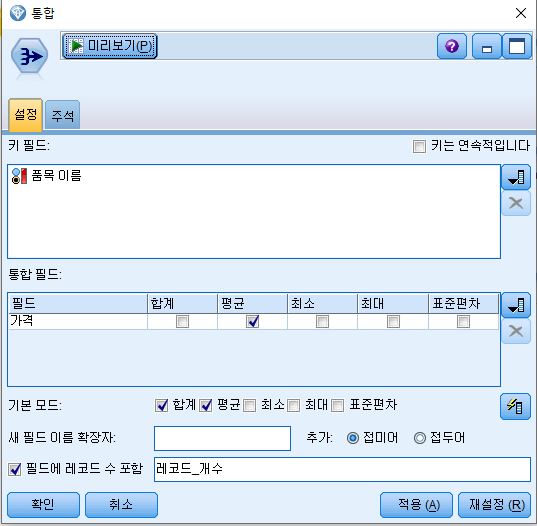 통합
미리보기(P)
설정 주석
키 필드: 키는 연속적입니다
품목 이름
통합 필드:
필드 합계 평균 최소 최대 표준편차
가격
기본 모드: 합계 평균 최소 최대 표준편차
새 필드 이름 확장자: 추가: 접미어 접두어
필드에 레코드 수 포함 레코드_개수
확인 취소 적용 (A) 재설정 (R)